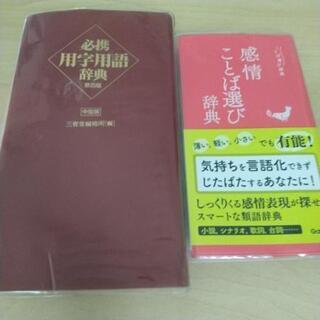 必携
用字用語
辞典
第四版
中型版
三省堂編修所[編]
感情
ことば選び
辞典
薄い、軽い、小さい でも 有能!
気持ちを言語化できず
じたばたするあなたに!
しっくりくる感情表現が探せる
スマートな類語辞典
小説、シナリオ、歌詞、台詞……